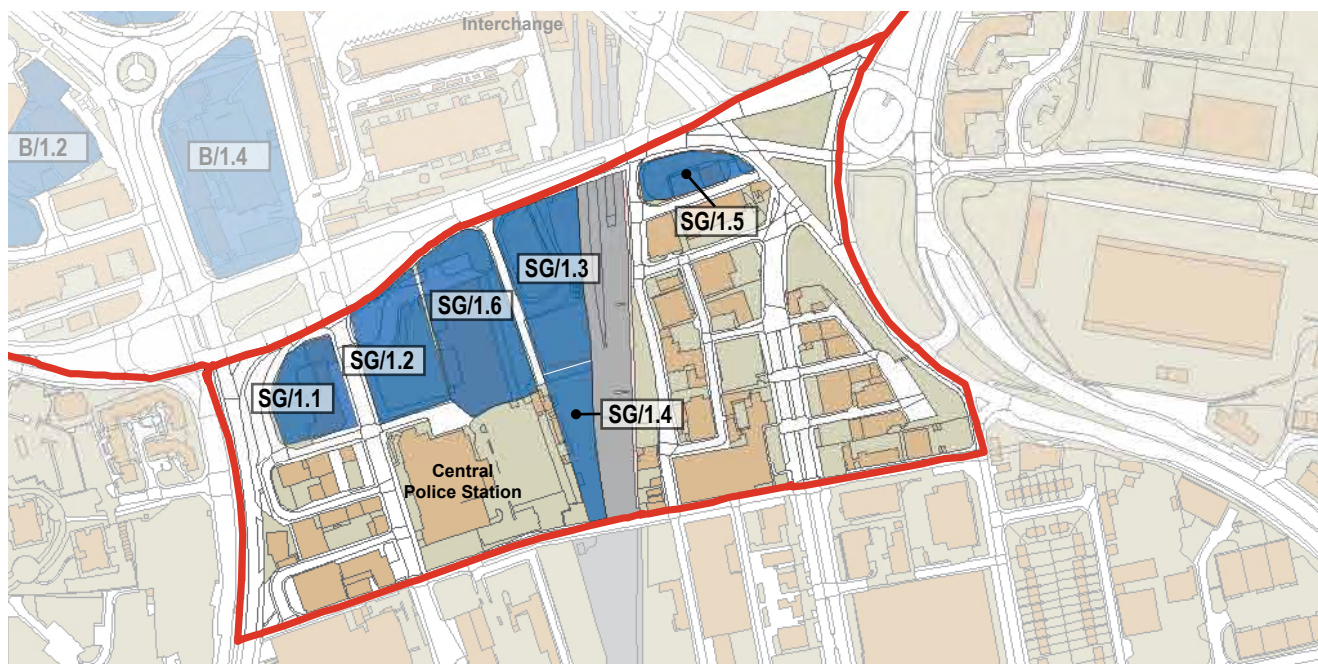 Interchange
B/1.2
B/1.4
SG/1.5
SG/1.3
SG/1.6
SG/1.2
SG/1.1
SG/1.4
Central
Police Station